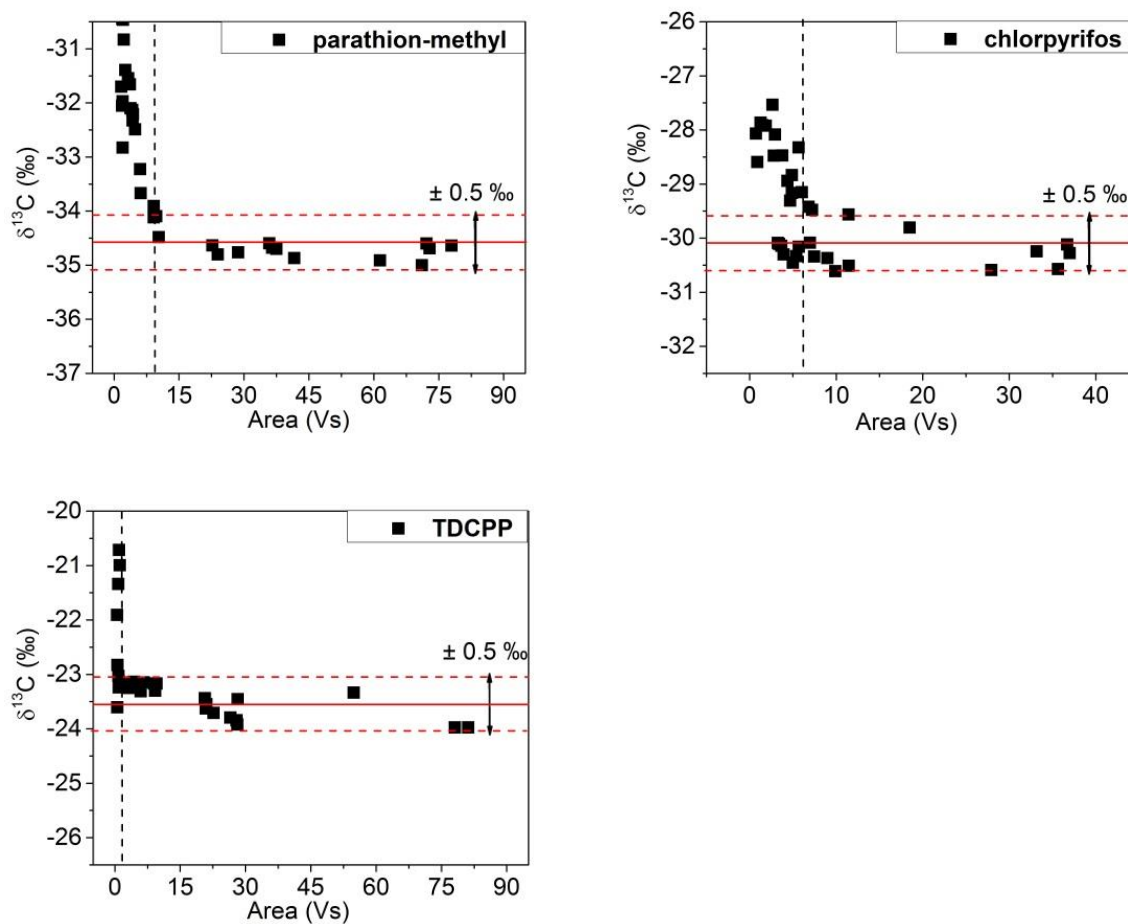 parathion-methyl
-31
-32
-33
-34
-35
-36
-37
δ¹³C (‰)
± 0.5 ‰
0 15 30 45 60 75 90
Area (Vs)
chlorpyrifos
-26
-27
-28
-29
-30
-31
-32
δ¹³C (‰)
± 0.5 ‰
0 10 20 30 40
Area (Vs)
TDCPP
-20
-21
-22
-23
-24
-25
-26
δ¹³C (‰)
± 0.5 ‰
0 15 30 45 60 75 90
Area (Vs)